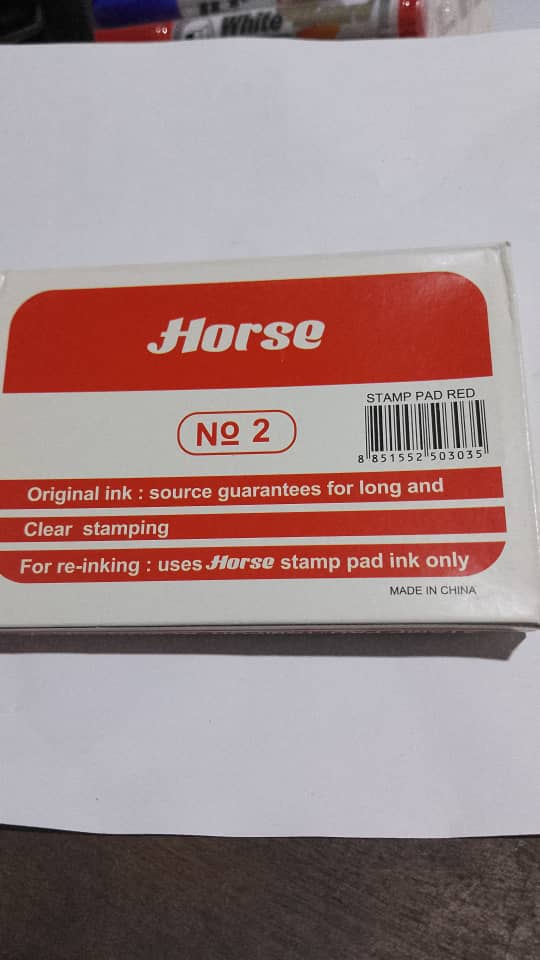 White
Horse
STAMP PAD RED
No 2
8 851552 503035
Original ink : source guarantees for long and
Clear stamping
For re-inking : uses Horse stamp pad ink only
MADE IN CHINA